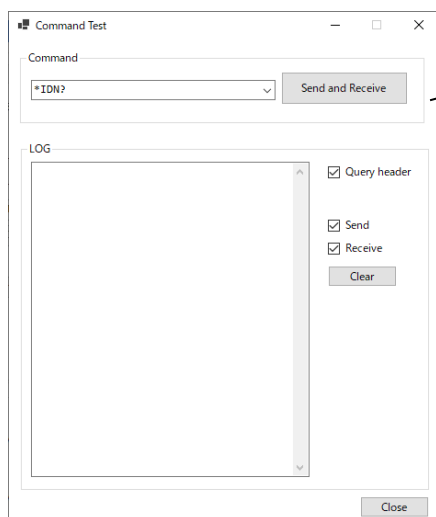 Command Test
Command
*IDN?
Send and Receive
LOG
Query header
Send
Receive
Clear
Close